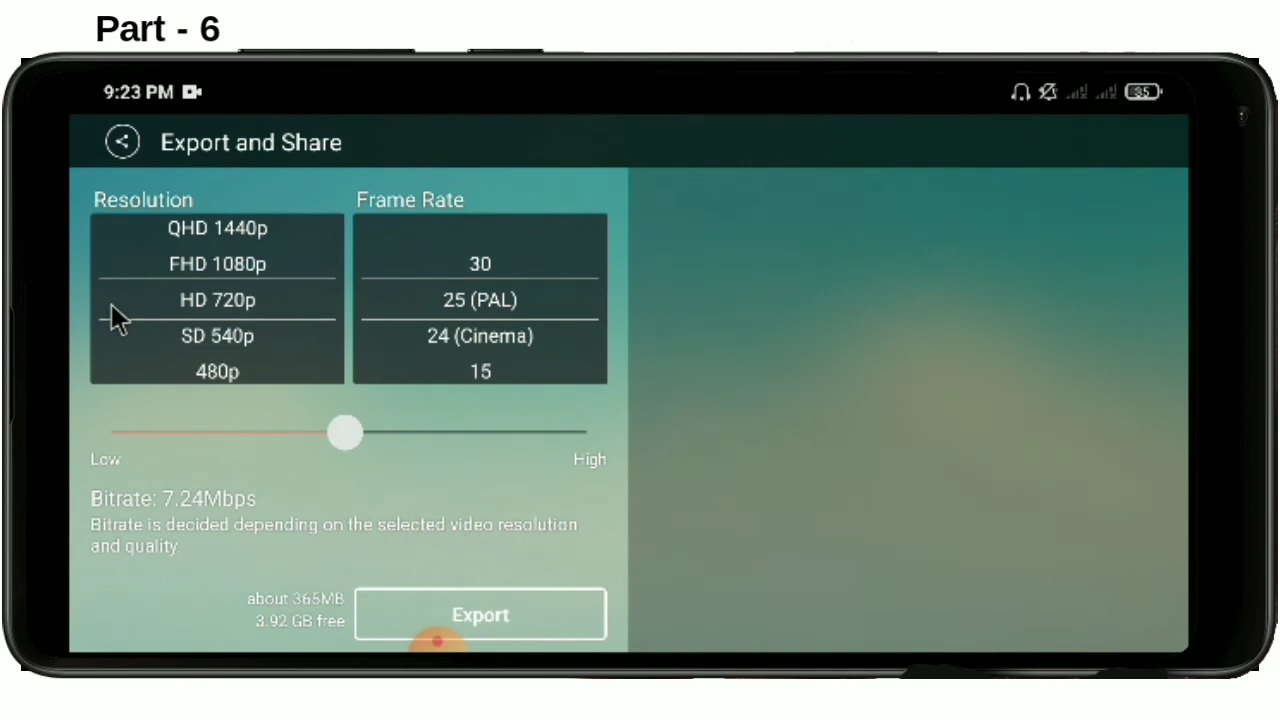 Part - 6
9:23 PM
35
Export and Share
Resolution
Frame Rate
QHD 1440p
FHD 1080p
HD 720p
SD 540p
480p
30
25 (PAL)
24 (Cinema)
15
Low
High
Bitrate: 7.24Mbps
Bitrate is decided depending on the selected video resolution
and quality.
about 365MB
3.92 GB free
Export